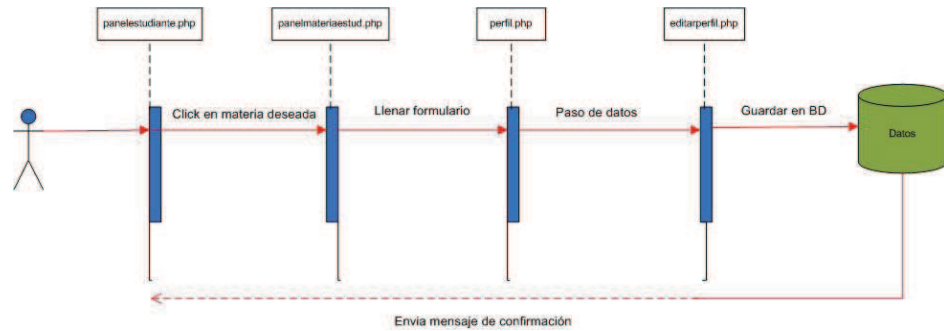 panelestudiante.php
panelmateriaestud.php
perfil.php
editarperfil.php
Click en materia deseada
Llenar formulario
Paso de datos
Guardar en BD
Datos
Envia mensaje de confirmación